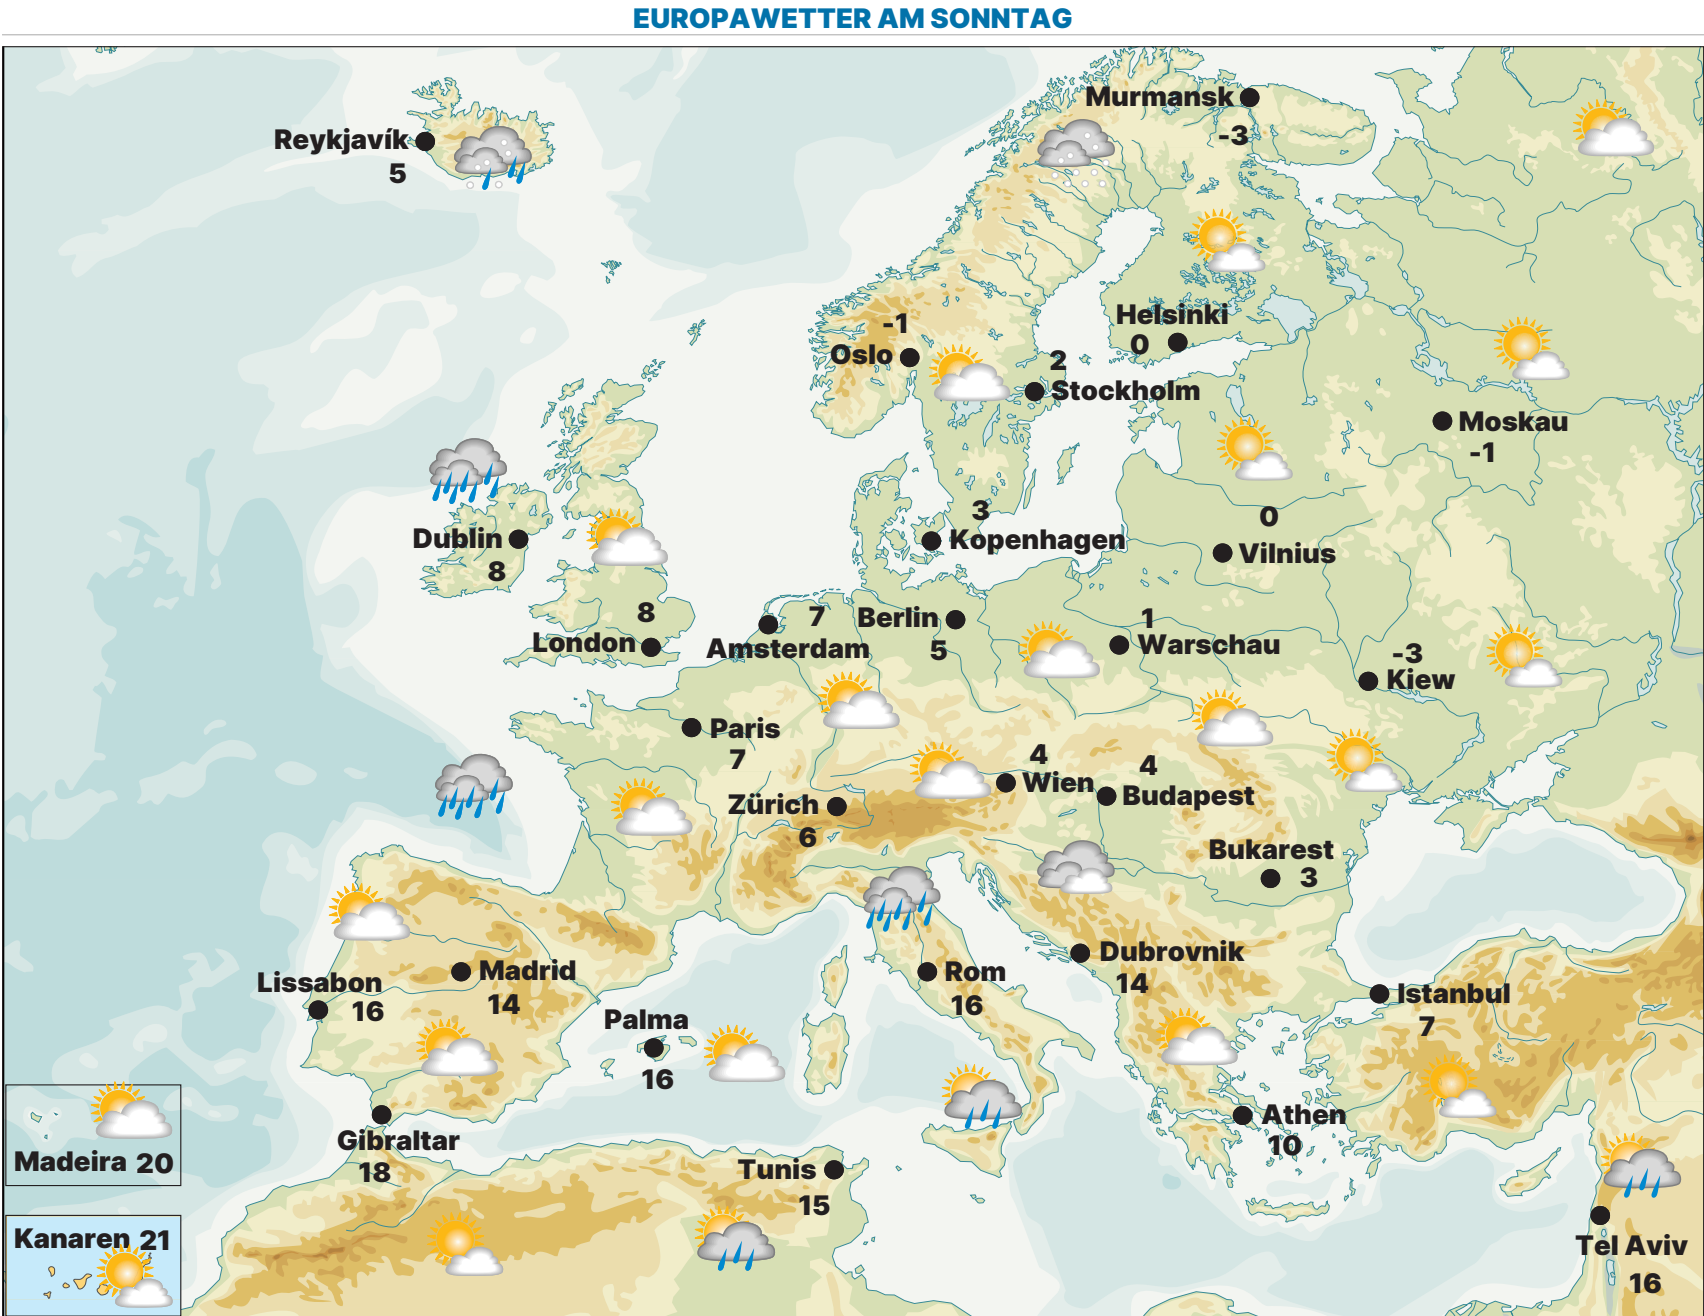 EUROPAWETTER AM SONNTAG
Murmansk
-3
Reykjavík
5
-1
Oslo
Helsinki
0
2
Stockholm
Moskau
-1
3
Kopenhagen
0
Vilnius
Dublin
8
8
London
7
Amsterdam
Berlin
5
1
Warschau
-3
Kiew
Paris
7
4
Wien
4
Budapest
Zürich
6
Bukarest
3
Dubrovnik
14
Lissabon
16
Madrid
14
Rom
16
Istanbul
7
Palma
16
Athen
10
Gibraltar
18
Madeira 20
Tunis
15
Kanaren 21
Tel Aviv
16